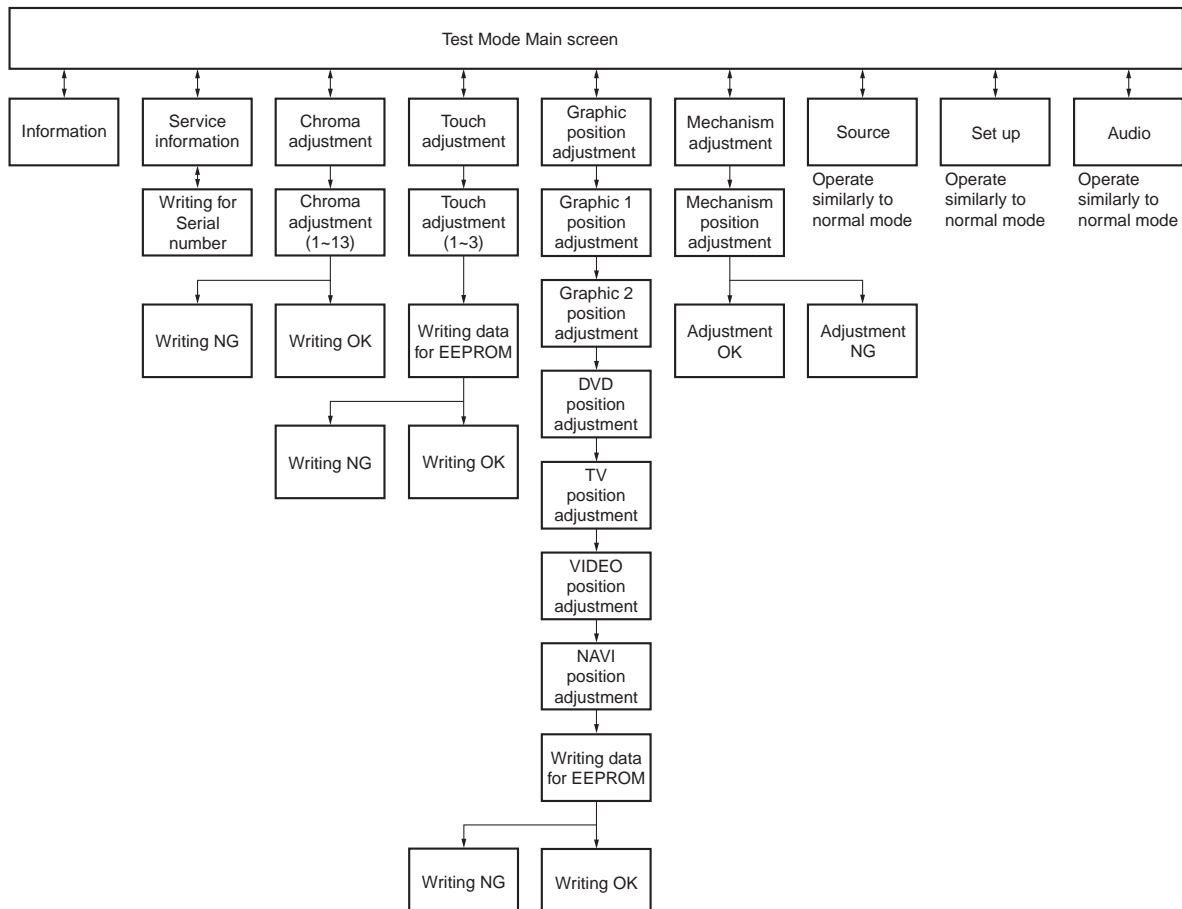 Test Mode Main screen
Information
Service
information
Chroma
adjustment
Touch
adjustment
Graphic
position
adjustment
Mechanism
adjustment
Source
Set up
Audio
Operate
similarly to
normal mode
Operate
similarly to
normal mode
Operate
similarly to
normal mode
Writing for
Serial
number
Chroma
adjustment
(1~13)
Touch
adjustment
(1~3)
Graphic 1
position
adjustment
Mechanism
position
adjustment
Writing NG
Writing OK
Writing data
for EEPROM
Graphic 2
position
adjustment
Adjustment
OK
Adjustment
NG
Writing NG
Writing OK
DVD
position
adjustment
TV
position
adjustment
VIDEO
position
adjustment
NAVI
position
adjustment
Writing data
for EEPROM
Writing NG
Writing OK